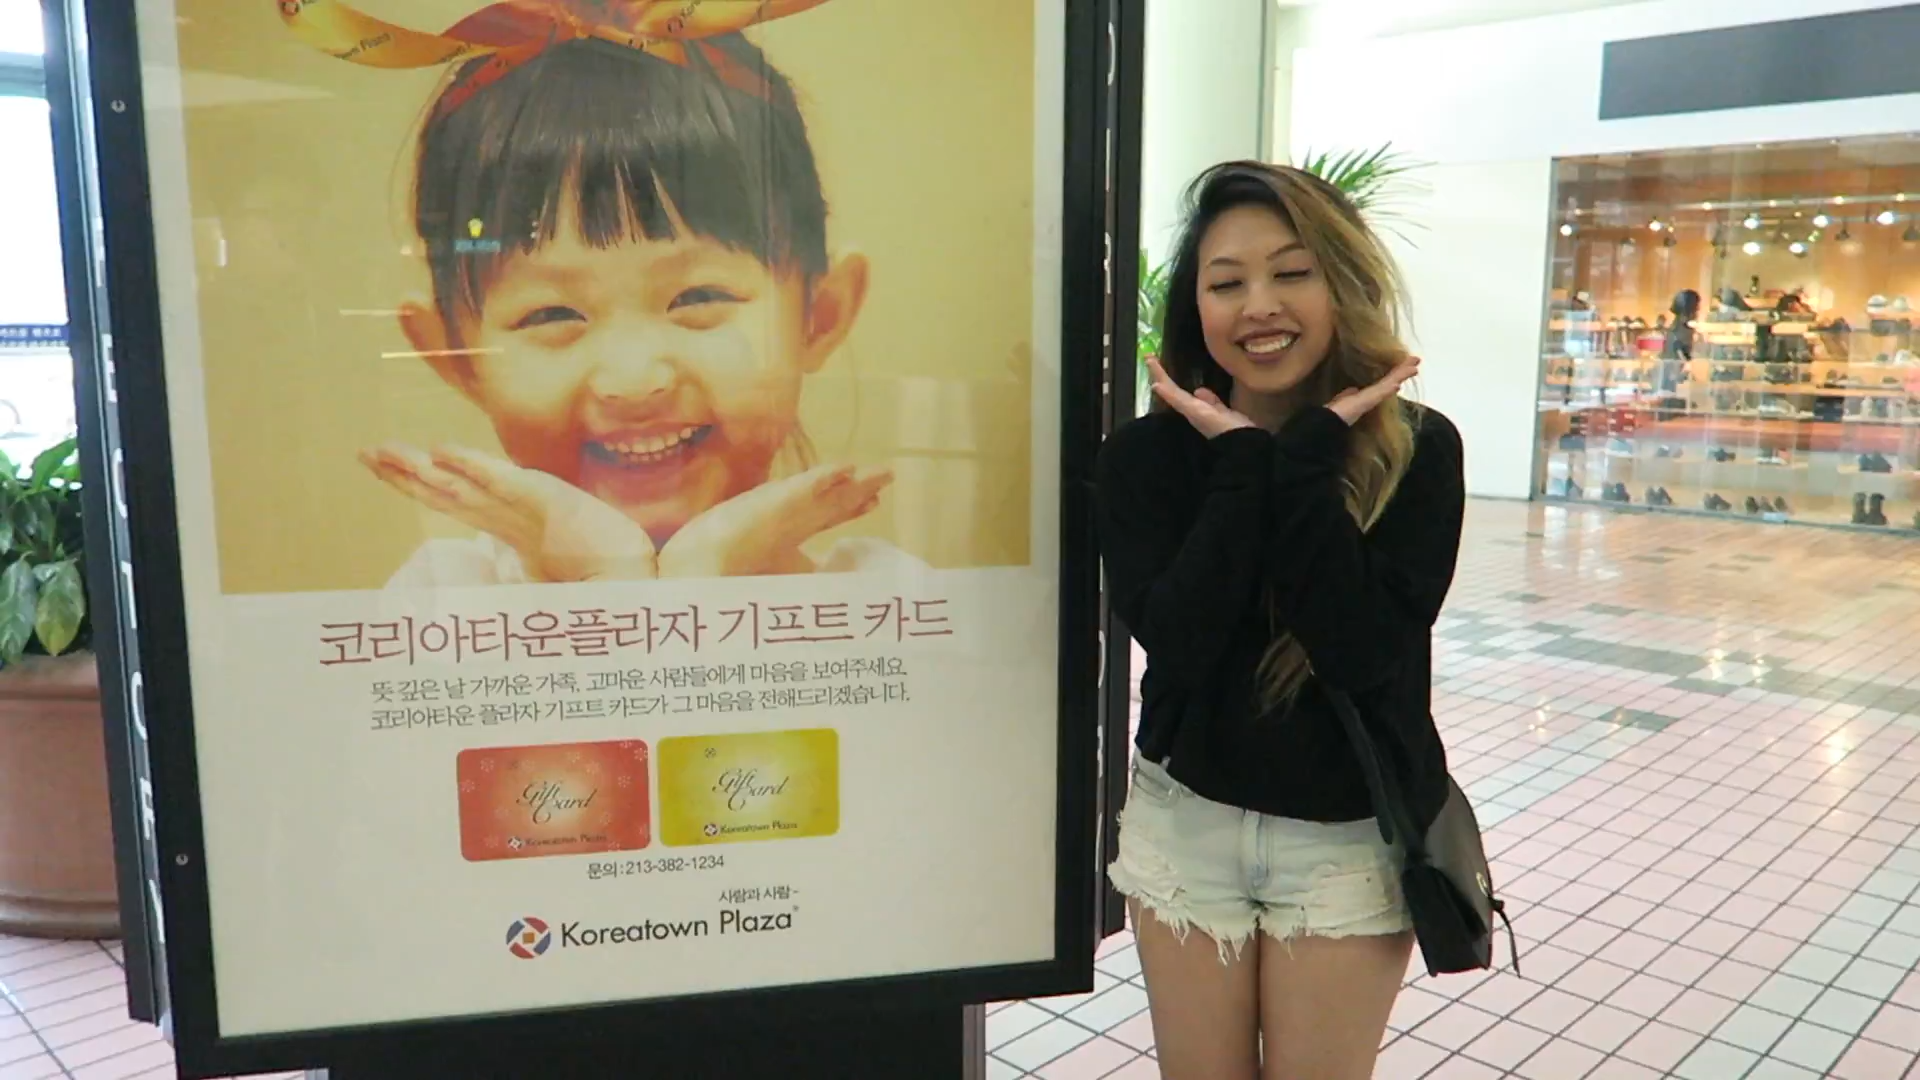 코리아타운플라자 기프트 카드
뜻 깊은 날 가까운 가족, 고마운 사람들에게 마음을 보여주세요.
코리아타운 플라자 기프트 카드가 그 마음을 전해드리겠습니다.
Gift Card
Koreatown Plaza
Gift Card
Koreatown Plaza
문의:213-382-1234
사람과 사람-
Koreatown Plaza